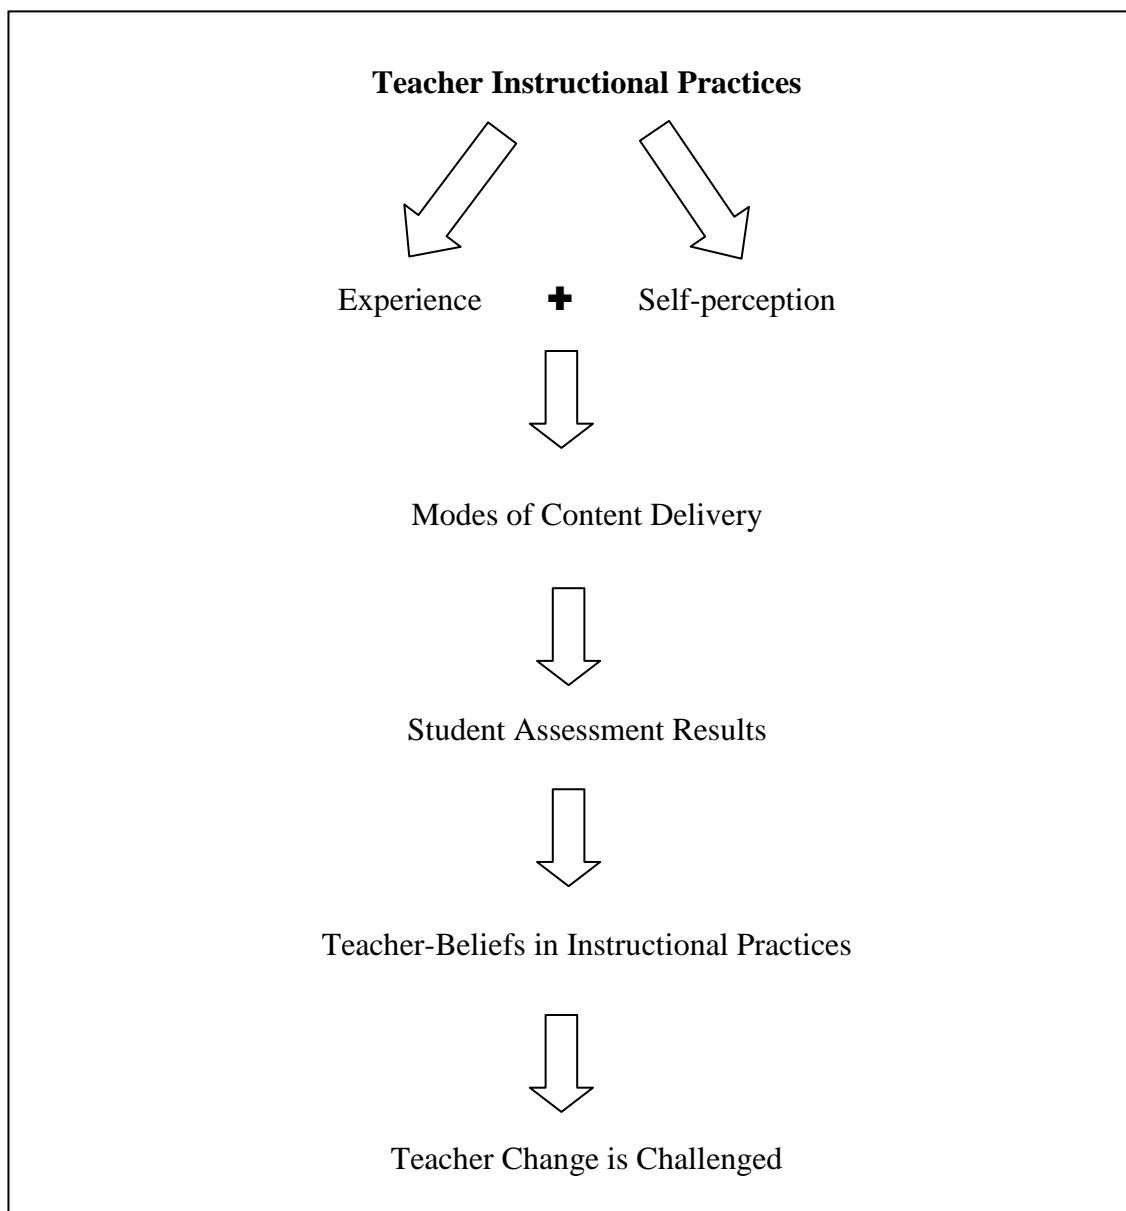 Teacher Instructional Practices
Experience ✚ Self-perception
Modes of Content Delivery
Student Assessment Results
Teacher-Beliefs in Instructional Practices
Teacher Change is Challenged